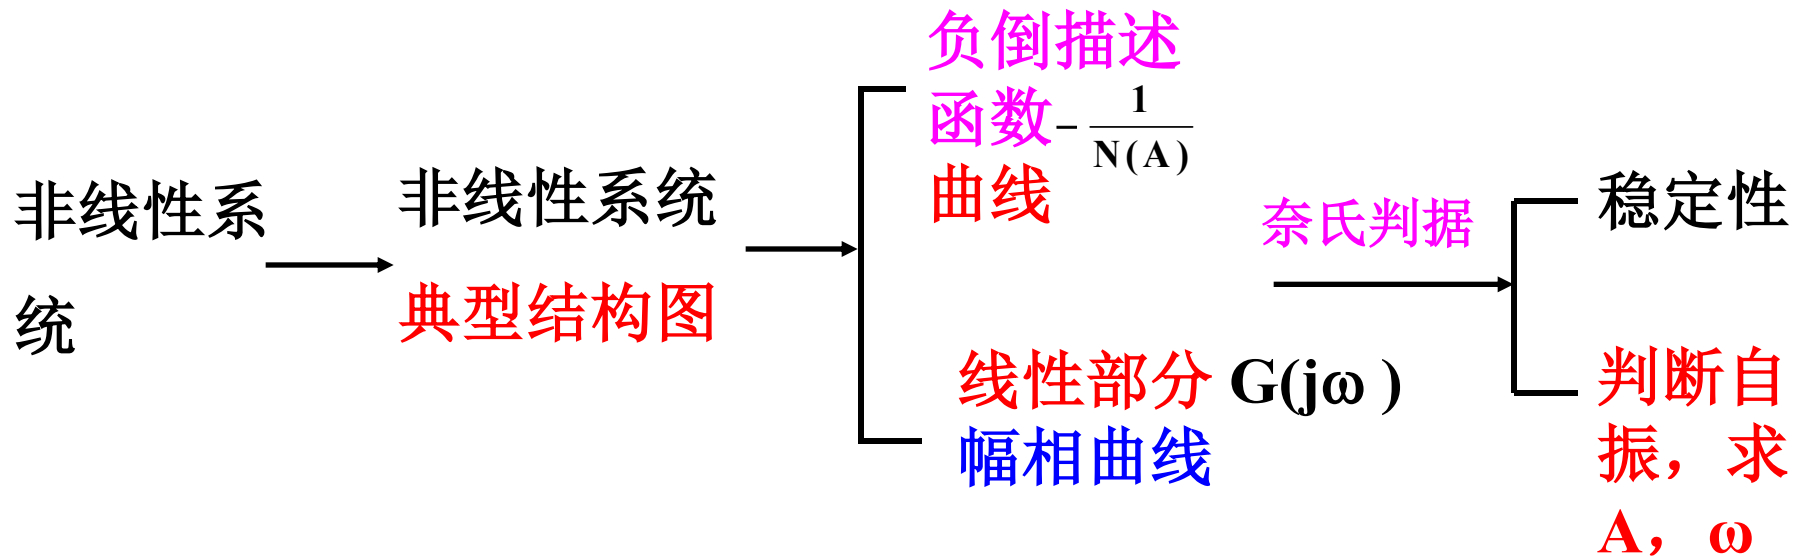 非线性系
统
非线性系统
典型结构图
负倒描述
函数 -1/N(A)
曲线
线性部分 G(jω )
幅相曲线
奈氏判据
稳定性
判断自
振，求
A，ω